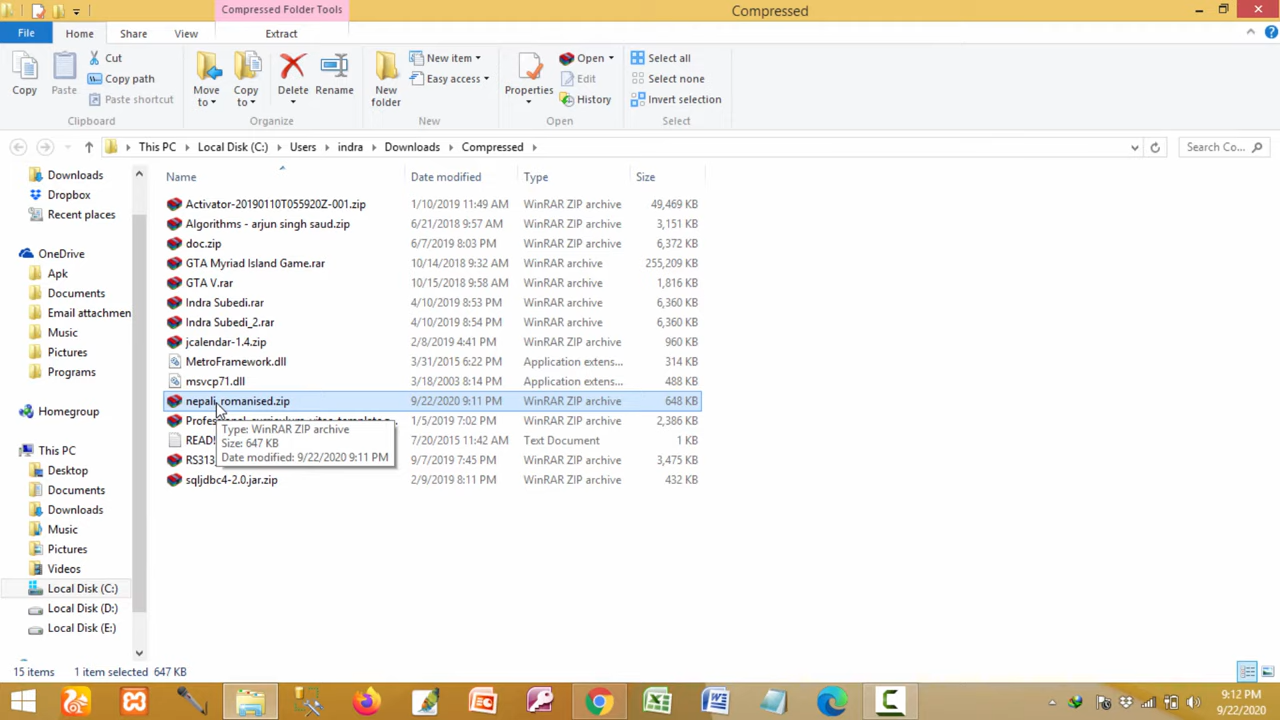 Compressed Folder Tools
Compressed
File Home Share View Extract
Copy
Paste
Cut
Copy path
Paste shortcut
Clipboard
Move to
Copy to
Delete
Rename
Organize
New folder
New item
Easy access
New
Properties
Open
Edit
History
Open
Select all
Select none
Invert selection
Select
This PC Local Disk (C:) Users indra Downloads Compressed
Search Co...
Downloads
Dropbox
Recent places
OneDrive
Apk
Documents
Email attachmen
Music
Pictures
Programs
Homegroup
This PC
Desktop
Documents
Downloads
Music
Pictures
Videos
Local Disk (C:)
Local Disk (D:)
Local Disk (E:)
Name Date modified Type Size
Activator-20190110T055920Z-001.zip 1/10/2019 11:49 AM WinRAR ZIP archive 49,469 KB
Algorithms - arjun singh saud.zip 6/21/2018 9:57 AM WinRAR ZIP archive 3,151 KB
doc.zip 6/7/2019 8:03 PM WinRAR ZIP archive 6,372 KB
GTA Myriad Island Game.rar 10/14/2018 9:32 AM WinRAR archive 255,209 KB
GTA V.rar 10/15/2018 9:58 AM WinRAR archive 1,816 KB
Indra Subedi.rar 4/10/2019 8:53 PM WinRAR archive 6,360 KB
Indra Subedi_2.rar 4/10/2019 8:54 PM WinRAR archive 6,360 KB
jcalendar-1.4.zip 2/8/2019 4:41 PM WinRAR ZIP archive 960 KB
MetroFramework.dll 3/31/2015 6:22 PM Application extens... 314 KB
msvcp71.dll 3/18/2003 8:14 PM Application extens... 488 KB
nepali_romanised.zip 9/22/2020 9:11 PM WinRAR ZIP archive 648 KB
1/5/2019 7:02 PM WinRAR ZIP archive 2,386 KB
7/20/2015 11:42 AM Text Document 1 KB
RS313 9/7/2019 7:45 PM WinRAR ZIP archive 3,475 KB
sqljdbc4-2.0.jar.zip 2/9/2019 8:11 PM WinRAR ZIP archive 432 KB
Type: WinRAR ZIP archive
Size: 647 KB
Date modified: 9/22/2020 9:11 PM
15 items 1 item selected 647 KB
9:12 PM
9/22/2020